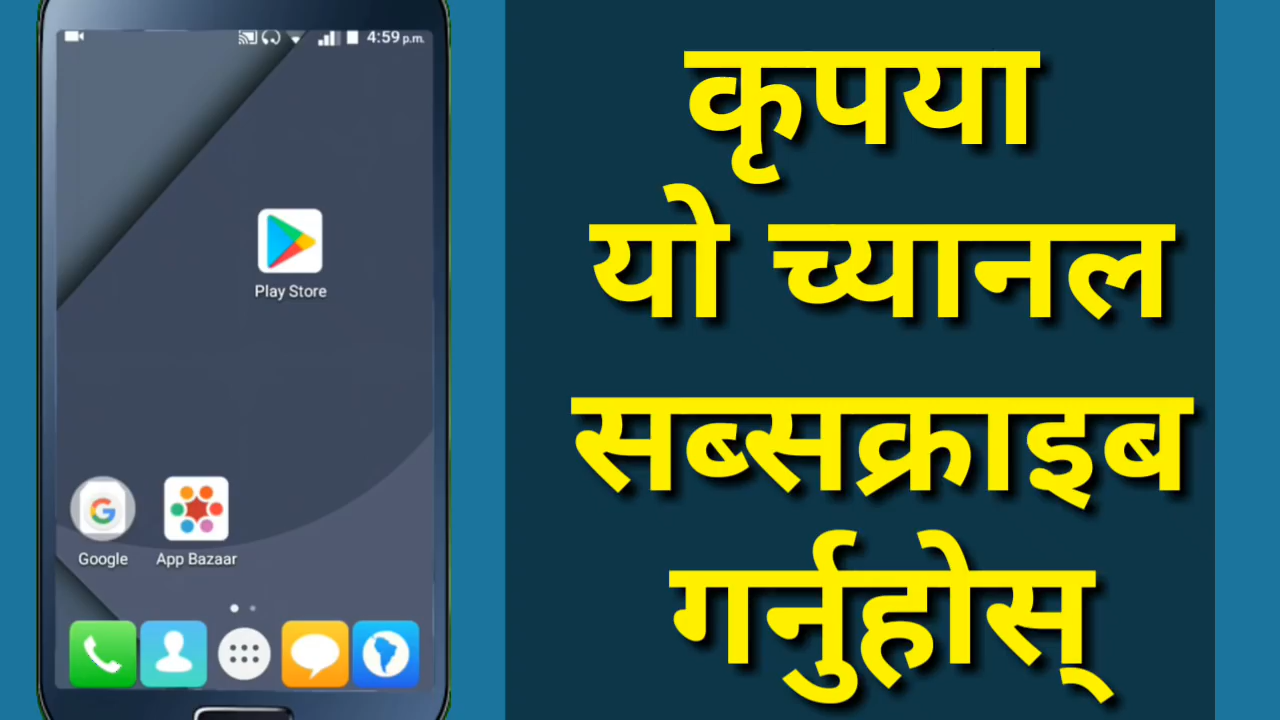 4:59 p.m.
Play Store
Google
App Bazaar
कृपया
यो च्यानल
सब्सक्राइब
गर्नुहोस्